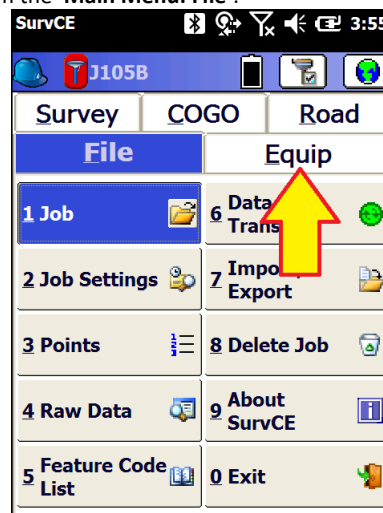 the 'Main Menu. File'.
SurvCE 3:55
J105B
Survey COGO Road
File Equip
1 Job
6 Data
Trans
2 Job Settings
7 Impo
Export
3 Points
8 Delete Job
4 Raw Data
9 About
SurvCE
5 Feature Code
List
0 Exit